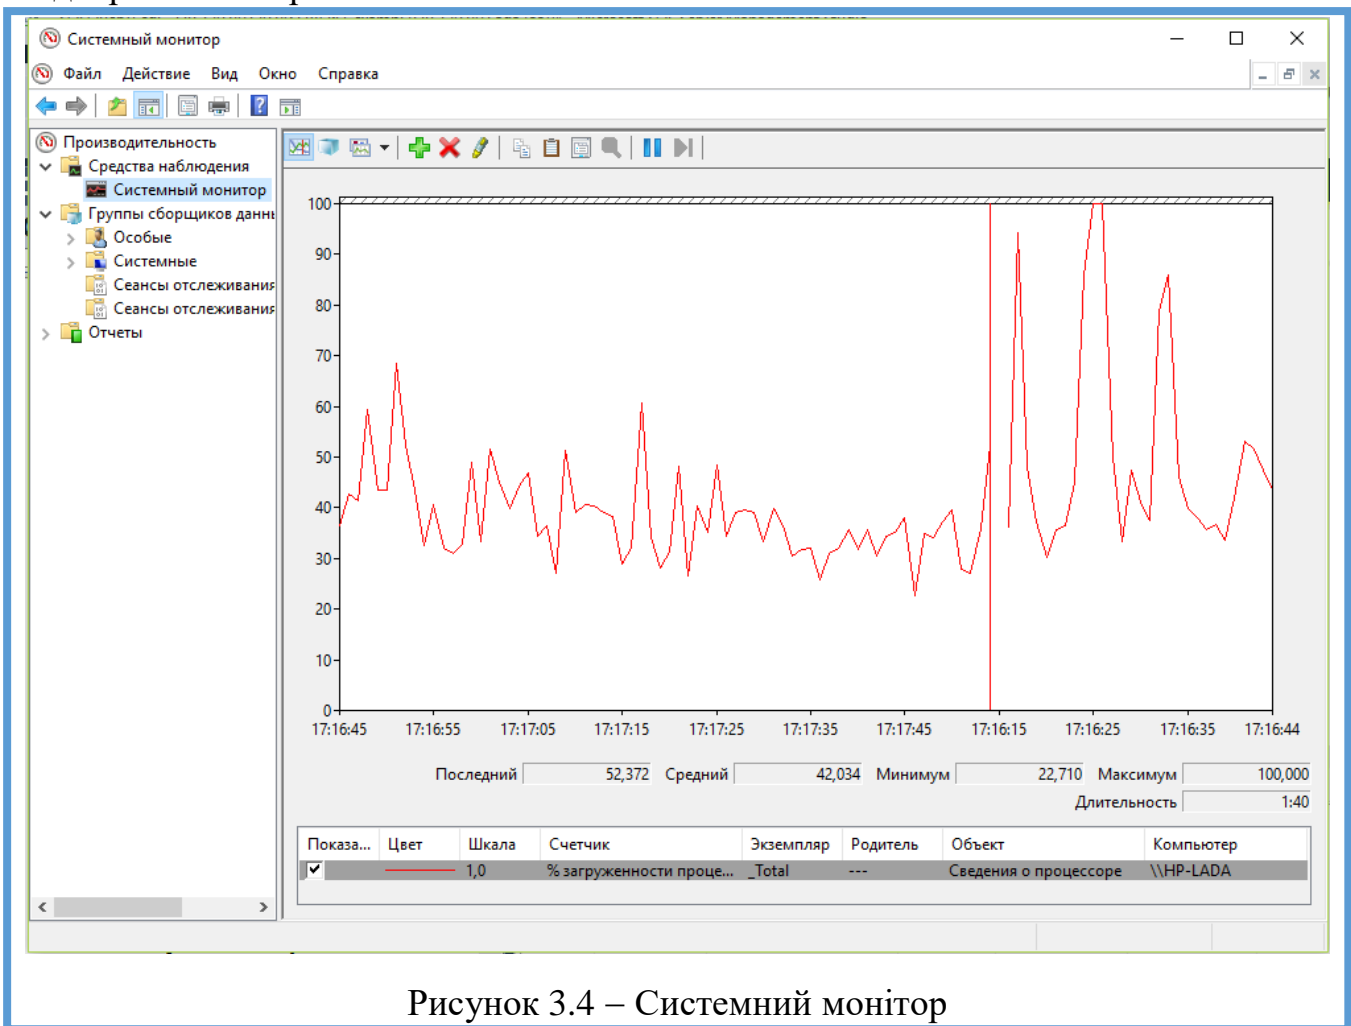 Системный монитор
Файл Действие Вид Окно Справка
Производительность
Средства наблюдения
Системный монитор
Группы сборщиков данн
Особые
Системные
Сеансы отслеживания
Сеансы отслеживания
Отчеты
100
90
80
70
60
50
40
30
20
10
0
17:16:45 17:16:55 17:17:05 17:17:15 17:17:25 17:17:35 17:17:45 17:16:15 17:16:25 17:16:35 17:16:44
Последний 52,372 Средний 42,034 Минимум 22,710 Максимум 100,000
Длительность 1:40
Показа... Цвет Шкала Счетчик Экземпляр Родитель Объект Компьютер
1,0 % загруженности проце... _Total --- Сведения о процессоре \\HP-LADA
Рисунок 3.4 – Системний монітор